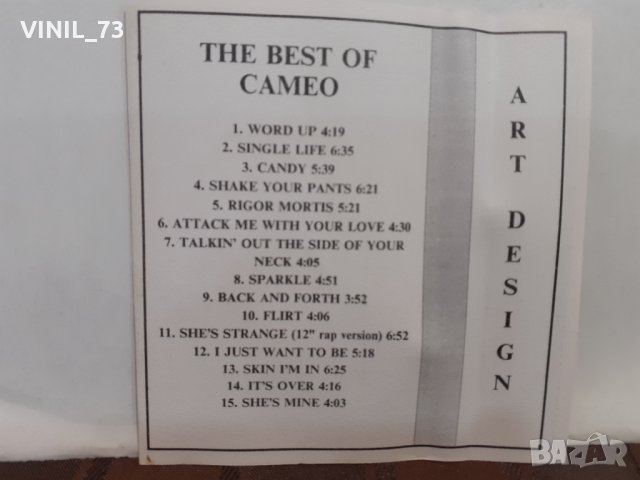 VINIL_73
THE BEST OF
CAMEO
1. WORD UP 4:19
2. SINGLE LIFE 6:35
3. CANDY 5:39
4. SHAKE YOUR PANTS 6:21
5. RIGOR MORTIS 5:21
6. ATTACK ME WITH YOUR LOVE 4:30
7. TALKIN' OUT THE SIDE OF YOUR
NECK 4:05
8. SPARKLE 4:51
9. BACK AND FORTH 3:52
10. FLIRT 4:06
11. SHE'S STRANGE (12" rap version) 6:52
12. I JUST WANT TO BE 5:18
13. SKIN I'M IN 6:25
14. IT'S OVER 4:16
15. SHE'S MINE 4:03
ART DESIGN
BAZAR